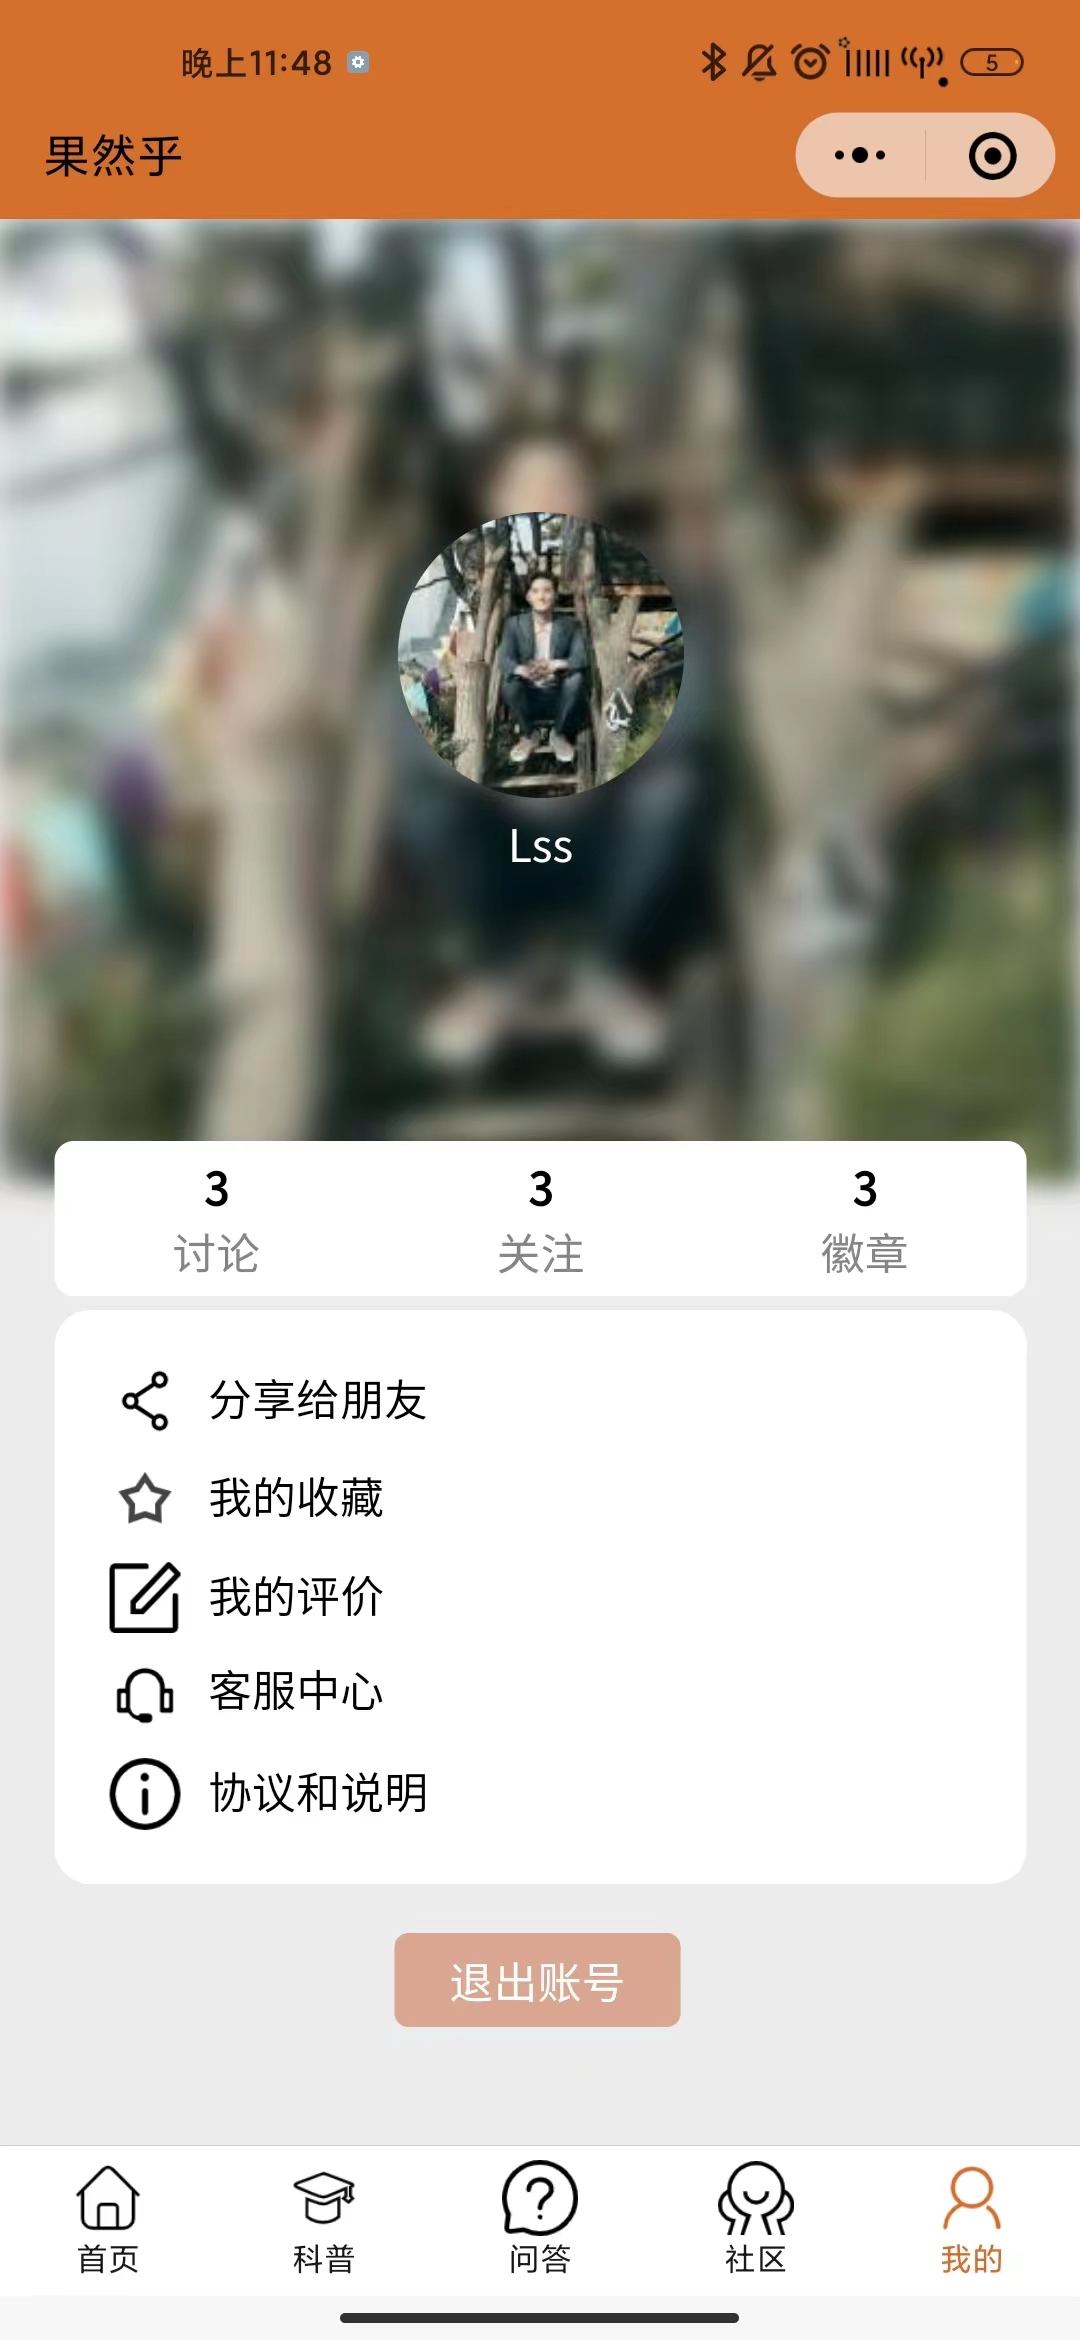 晚上11:48
5
果然乎
Lss
3 3 3
讨论 关注 徽章
分享给朋友
我的收藏
我的评价
客服中心
协议和说明
退出账号
首页 科普 问答 社区 我的